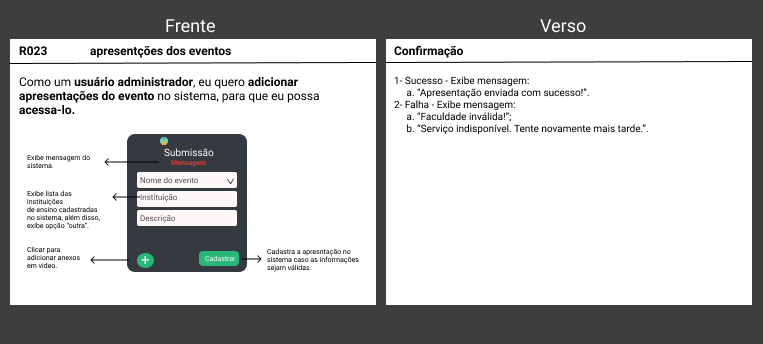 Frente
R023 apresentções dos eventos
Como um usuário administrador, eu quero adicionar
apresentações do evento no sistema, para que eu possa
acessa-lo.
Exibe mensagem do
sistema.
Exibe lista das
instituições
de ensino cadastradas
no sistema, além disso,
exibe opção "outra".
Clicar para
adicionar anexos
em video.
Submissão
Mensagem
Nome do evento
Instituição
Descrição
+
Cadastrar
Cadastra a apresntação no
sistema caso as informações
sejam válidas.
Verso
Confirmação
1- Sucesso - Exibe mensagem:
a. “Apresentação enviada com sucesso!”.
2- Falha - Exibe mensagem:
a. “Faculdade inválida!”;
b. “Serviço indisponível. Tente novamente mais tarde.”.